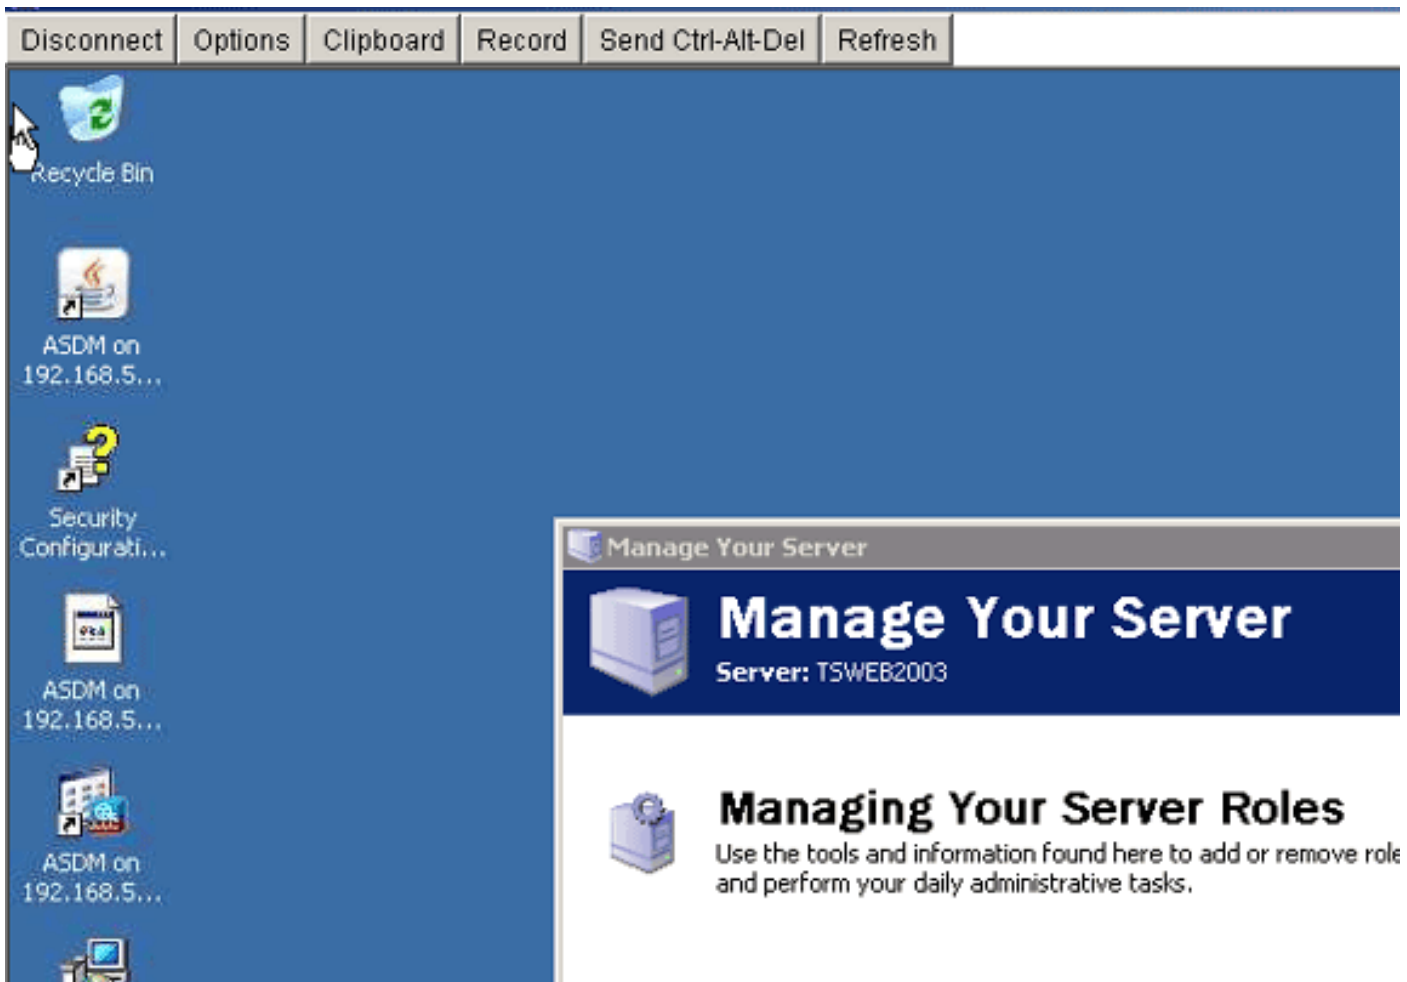 Disconnect Options Clipboard Record Send Ctrl-Alt-Del Refresh
Recycle Bin
ASDM on
192.168.5...
Security
Configurati...
ASDM on
192.168.5...
ASDM on
192.168.5...
Manage Your Server
Manage Your Server
Server: TSWEB2003
Managing Your Server Roles
Use the tools and information found here to add or remove role
and perform your daily administrative tasks.